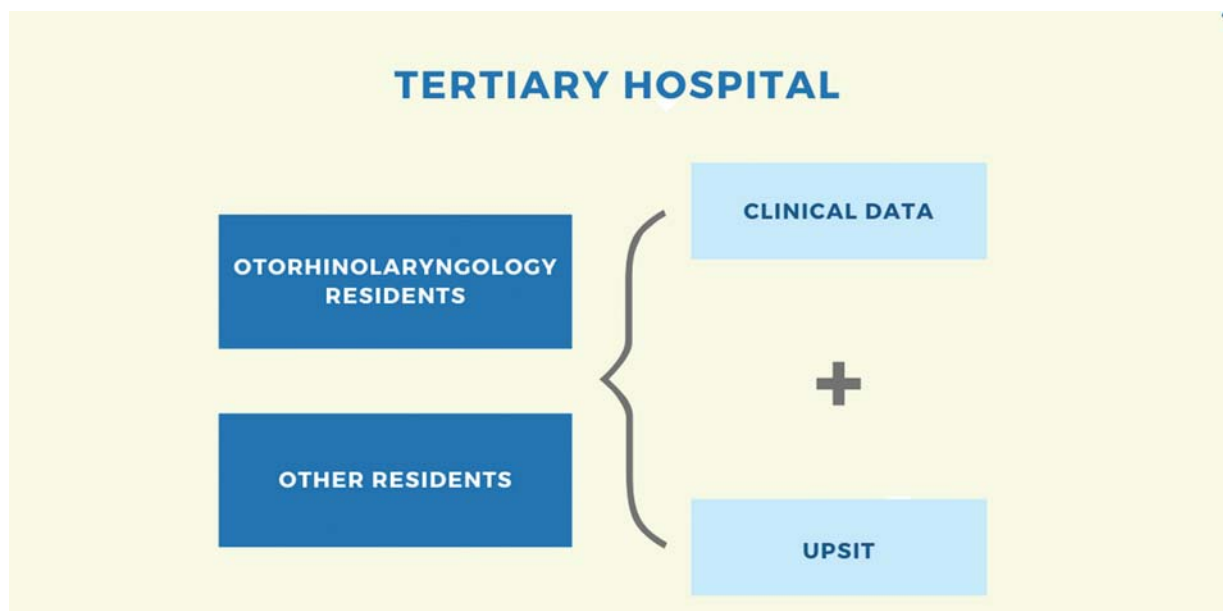 TERTIARY HOSPITAL
OTORHINOLARYNGOLOGY
RESIDENTS
OTHER RESIDENTS
CLINICAL DATA
+
UPSIT